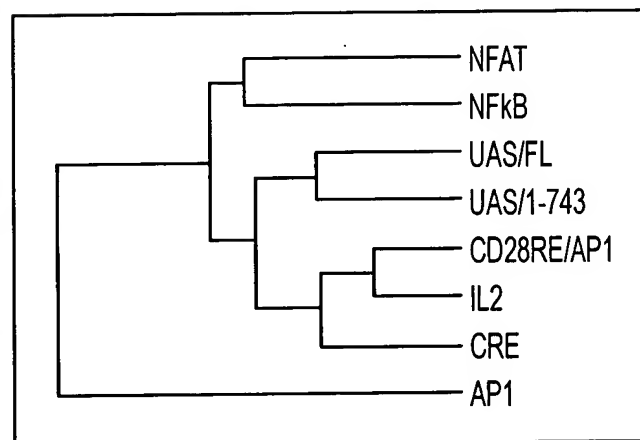 NFAT
NFkB
UAS/FL
UAS/1-743
CD28RE/AP1
IL2
CRE
AP1